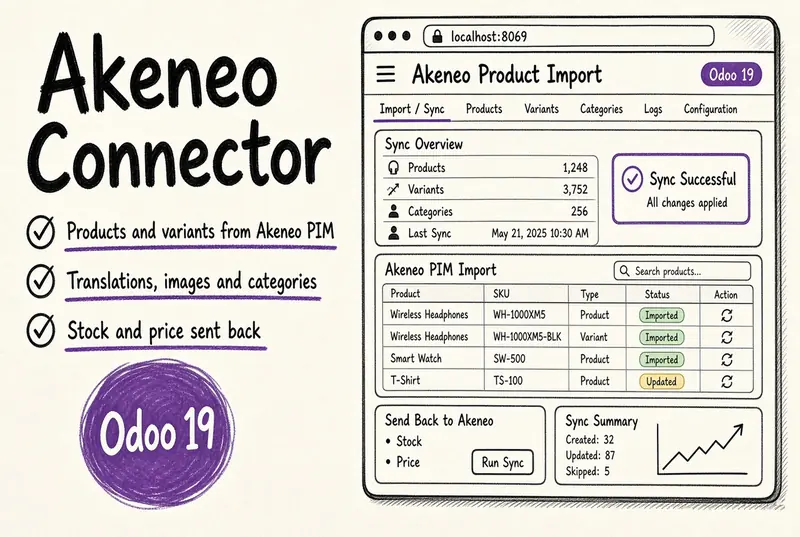 Akeneo
Connector
Products and variants from Akeneo PIM
Translations, images and categories
Stock and price sent back
Odoo 19
localhost:8069
Akeneo Product Import
Odoo 19
Import / Sync Products Variants Categories Logs Configuration
Sync Overview
Products 1,248
Variants 3,752
Categories 256
Last Sync May 21, 2025 10:30 AM
Sync Successful
All changes applied
Akeneo PIM Import
Search products...
Product SKU Type Status Action
Wireless Headphones WH-1000XM5 Product Imported
Wireless Headphones WH-1000XM5-BLK Variant Imported
Smart Watch SW-500 Product Imported
T-Shirt TS-100 Product Updated
Send Back to Akeneo
• Stock
• Price
Run Sync
Sync Summary
Created: 32
Updated: 87
Skipped: 5